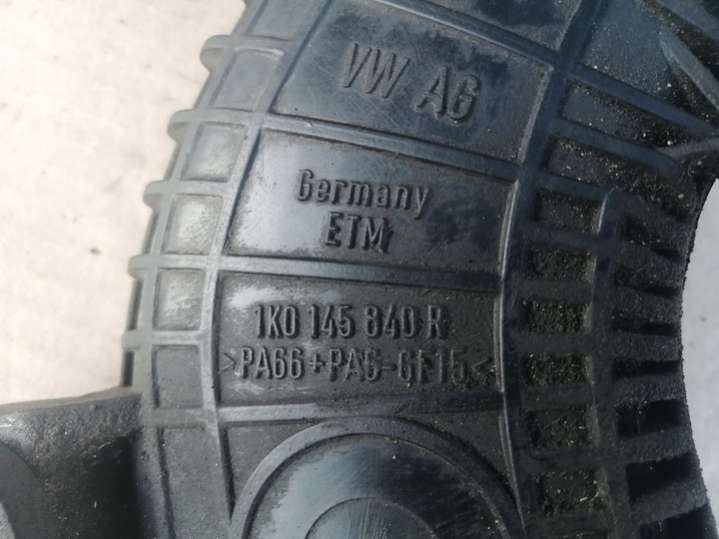 VW AG
Germany
ETM
1K0 145 840 R
>PA66+PA6-GF15<